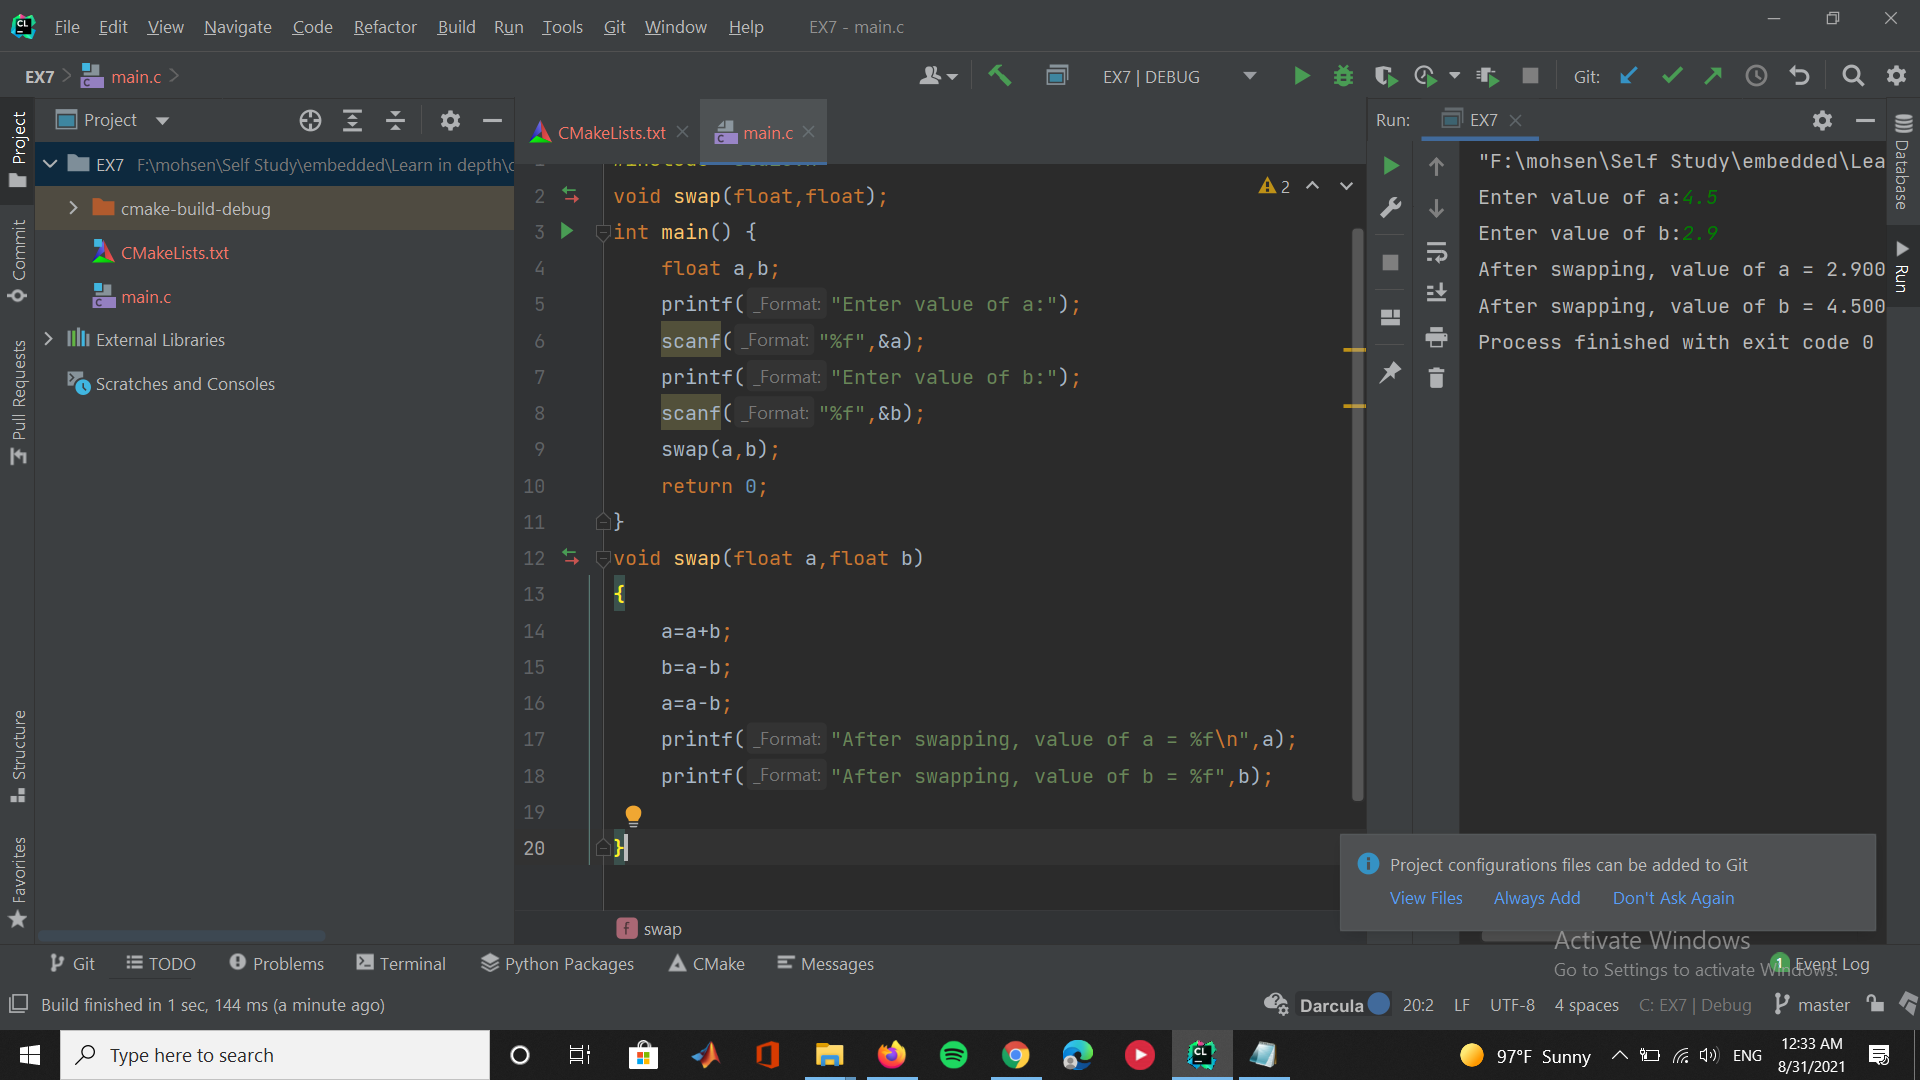 File Edit View Navigate Code Refactor Build Run Tools Git Window Help EX7 - main.c
EX7 main.c EX7 | DEBUG Git:
Project
CMakeLists.txt main.c
Run: EX7
EX7 F:\mohsen\Self Study\embedded\Learn in depth\c
cmake-build-debug
CMakeLists.txt
main.c
External Libraries
Scratches and Consoles
Project
Commit
Pull Requests
Structure
Favorites
2 void swap(float,float);
3 int main() {
4 float a,b;
5 printf( _Format: "Enter value of a:");
6 scanf( _Format: "%f",&a);
7 printf( _Format: "Enter value of b:");
8 scanf( _Format: "%f",&b);
9 swap(a,b);
10 return 0;
11 }
12 void swap(float a,float b)
13 {
14 a=a+b;
15 b=a-b;
16 a=a-b;
17 printf( _Format: "After swapping, value of a = %f\n",a);
18 printf( _Format: "After swapping, value of b = %f",b);
19
20 }
2
swap
"F:\mohsen\Self Study\embedded\Lea
Enter value of a:4.5
Enter value of b:2.9
After swapping, value of a = 2.900
After swapping, value of b = 4.500
Process finished with exit code 0
Database
Run
Project configurations files can be added to Git
View Files Always Add Don't Ask Again
Activate Windows
Go to Settings to activate Windows.
Git TODO Problems Terminal Python Packages CMake Messages 1 Event Log
Build finished in 1 sec, 144 ms (a minute ago) Darcula 20:2 LF UTF-8 4 spaces C: EX7 | Debug master
Type here to search 97°F Sunny ENG 12:33 AM
8/31/2021